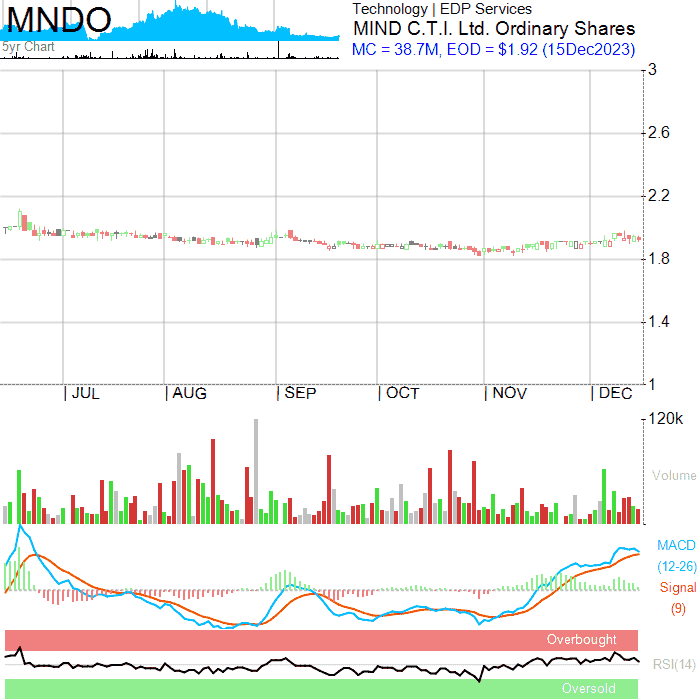 MNDO
5yr Chart
Technology | EDP Services
MIND C.T.I. Ltd. Ordinary Shares
MC = 38.7M, EOD = $1.92 (15Dec2023)
3
2.6
2.2
1.8
1.4
1
| JUL | AUG | SEP | OCT | NOV | DEC
120k
Volume
MACD
(12-26)
Signal
(9)
Overbought
RSI(14)
Oversold